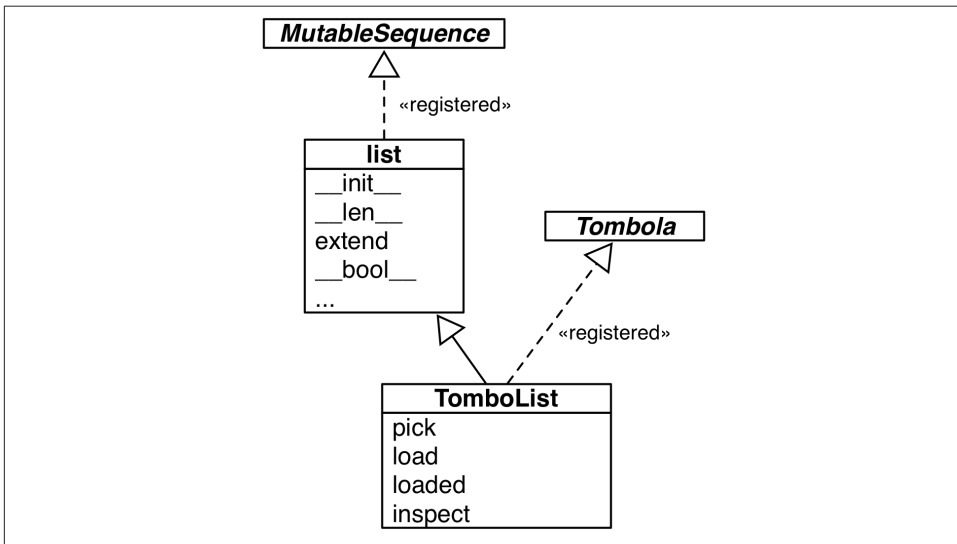 MutableSequence
«registered»
list
__init__
__len__
extend
__bool__
...
Tombola
«registered»
TomboList
pick
load
loaded
inspect